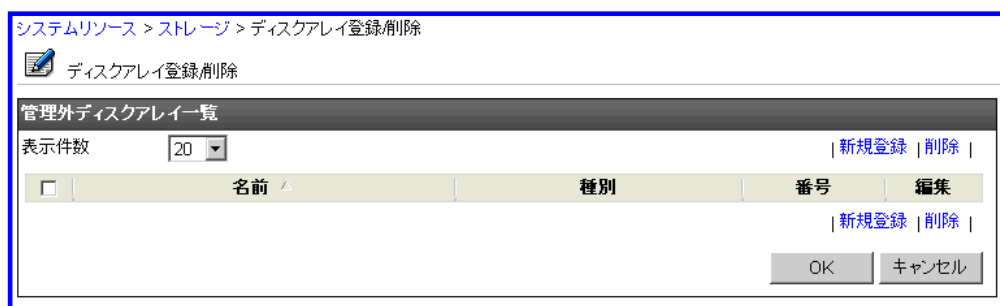 システムリソース > ストレージ > ディスクアレイ登録/削除
ディスクアレイ登録/削除
管理外ディスクアレイ一覧
表示件数 20 | 新規登録 | 削除 |
名前 種別 番号 編集
| 新規登録 | 削除 |
OK キャンセル